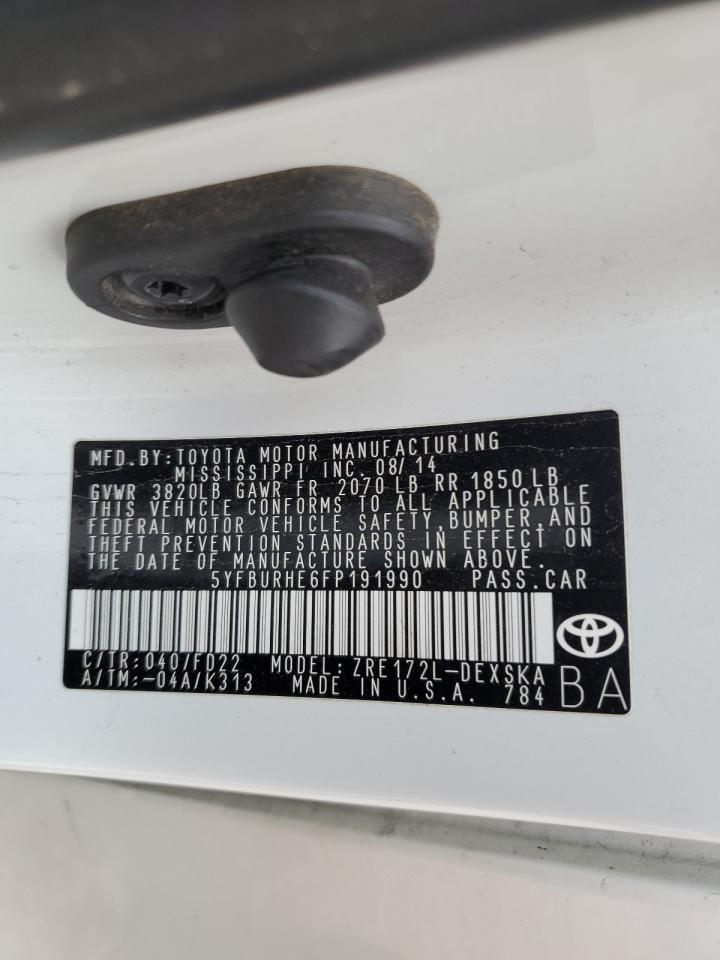 MFD.BY:TOYOTA MOTOR MANUFACTURING
MISSISSIPPI INC. 08/14
GVWR 3820LB GAWR FR 2070 LB RR 1850 LB
THIS VEHICLE CONFORMS TO ALL APPLICABLE
FEDERAL MOTOR VEHICLE SAFETY,BUMPER,AND
THEFT PREVENTION STANDARDS IN EFFECT ON
THE DATE OF MANUFACTURE SHOWN ABOVE.
5YFBURHE6FP191990 PASS.CAR
C/TR:040/FD22 MODEL:ZRE172L-DEXSKA
A/TM:-04A/K313 MADE IN U.S.A. 784
BA